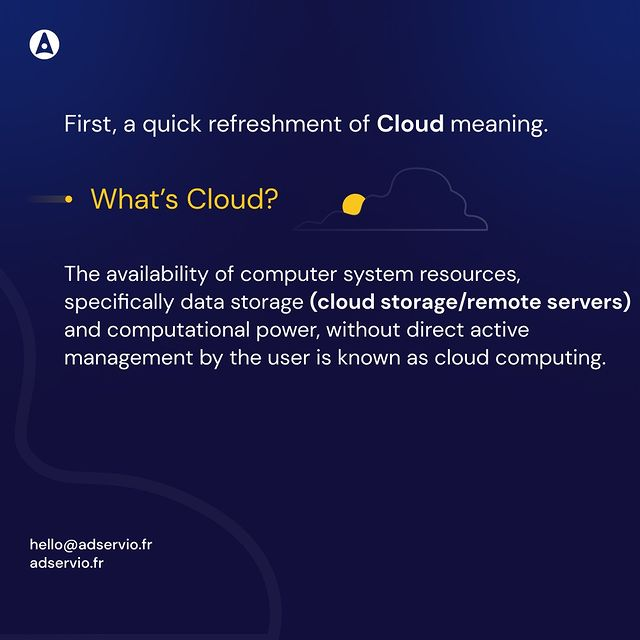 First, a quick refreshment of Cloud meaning.
What's Cloud?
The availability of computer system resources,
specifically data storage (cloud storage/remote servers)
and computational power, without direct active
management by the user is known as cloud computing.
hello@adservio.fr
adservio.fr